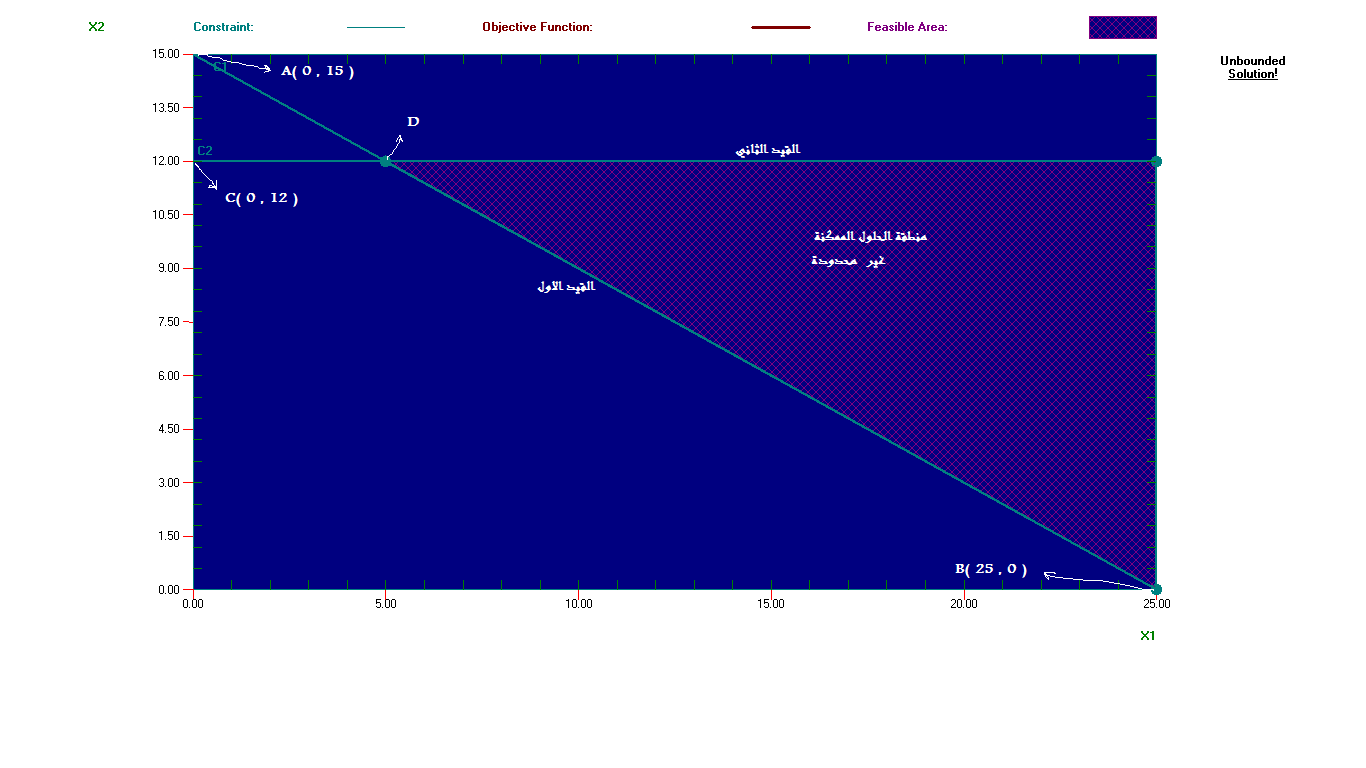 X2 Constraint: Objective Function: Feasible Area:
Unbounded
Solution!
15.00
13.50
12.00
10.50
9.00
7.50
6.00
4.50
3.00
1.50
0.00
C1
A( 0 , 15 )
D
C2
القيد الثاني
C( 0 , 12 )
منطقة الحلول الممكنة
غير محدودة
القيد الأول
B( 25 , 0 )
0.00 5.00 10.00 15.00 20.00 25.00
X1